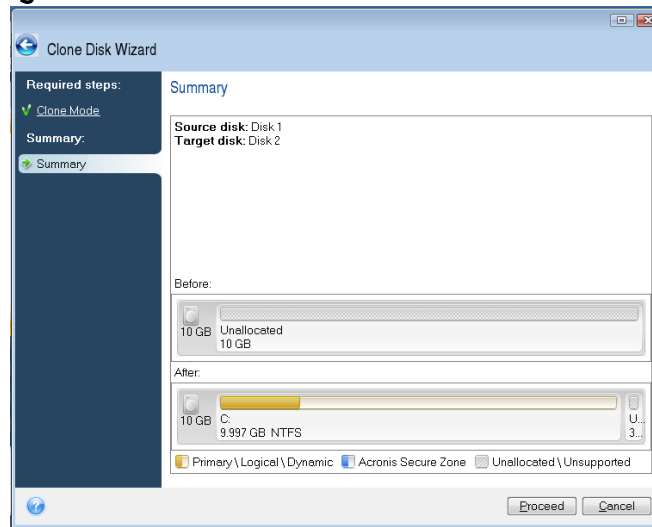 Clone Disk Wizard
Required steps:
Clone Mode
Summary:
Summary
Summary
Source disk: Disk 1
Target disk: Disk 2
Before:
10 GB
Unallocated
10 GB
After:
10 GB
C:
9.997 GB NTFS
U...
3...
Primary \ Logical \ Dynamic Acronis Secure Zone Unallocated \ Unsupported
Proceed Cancel